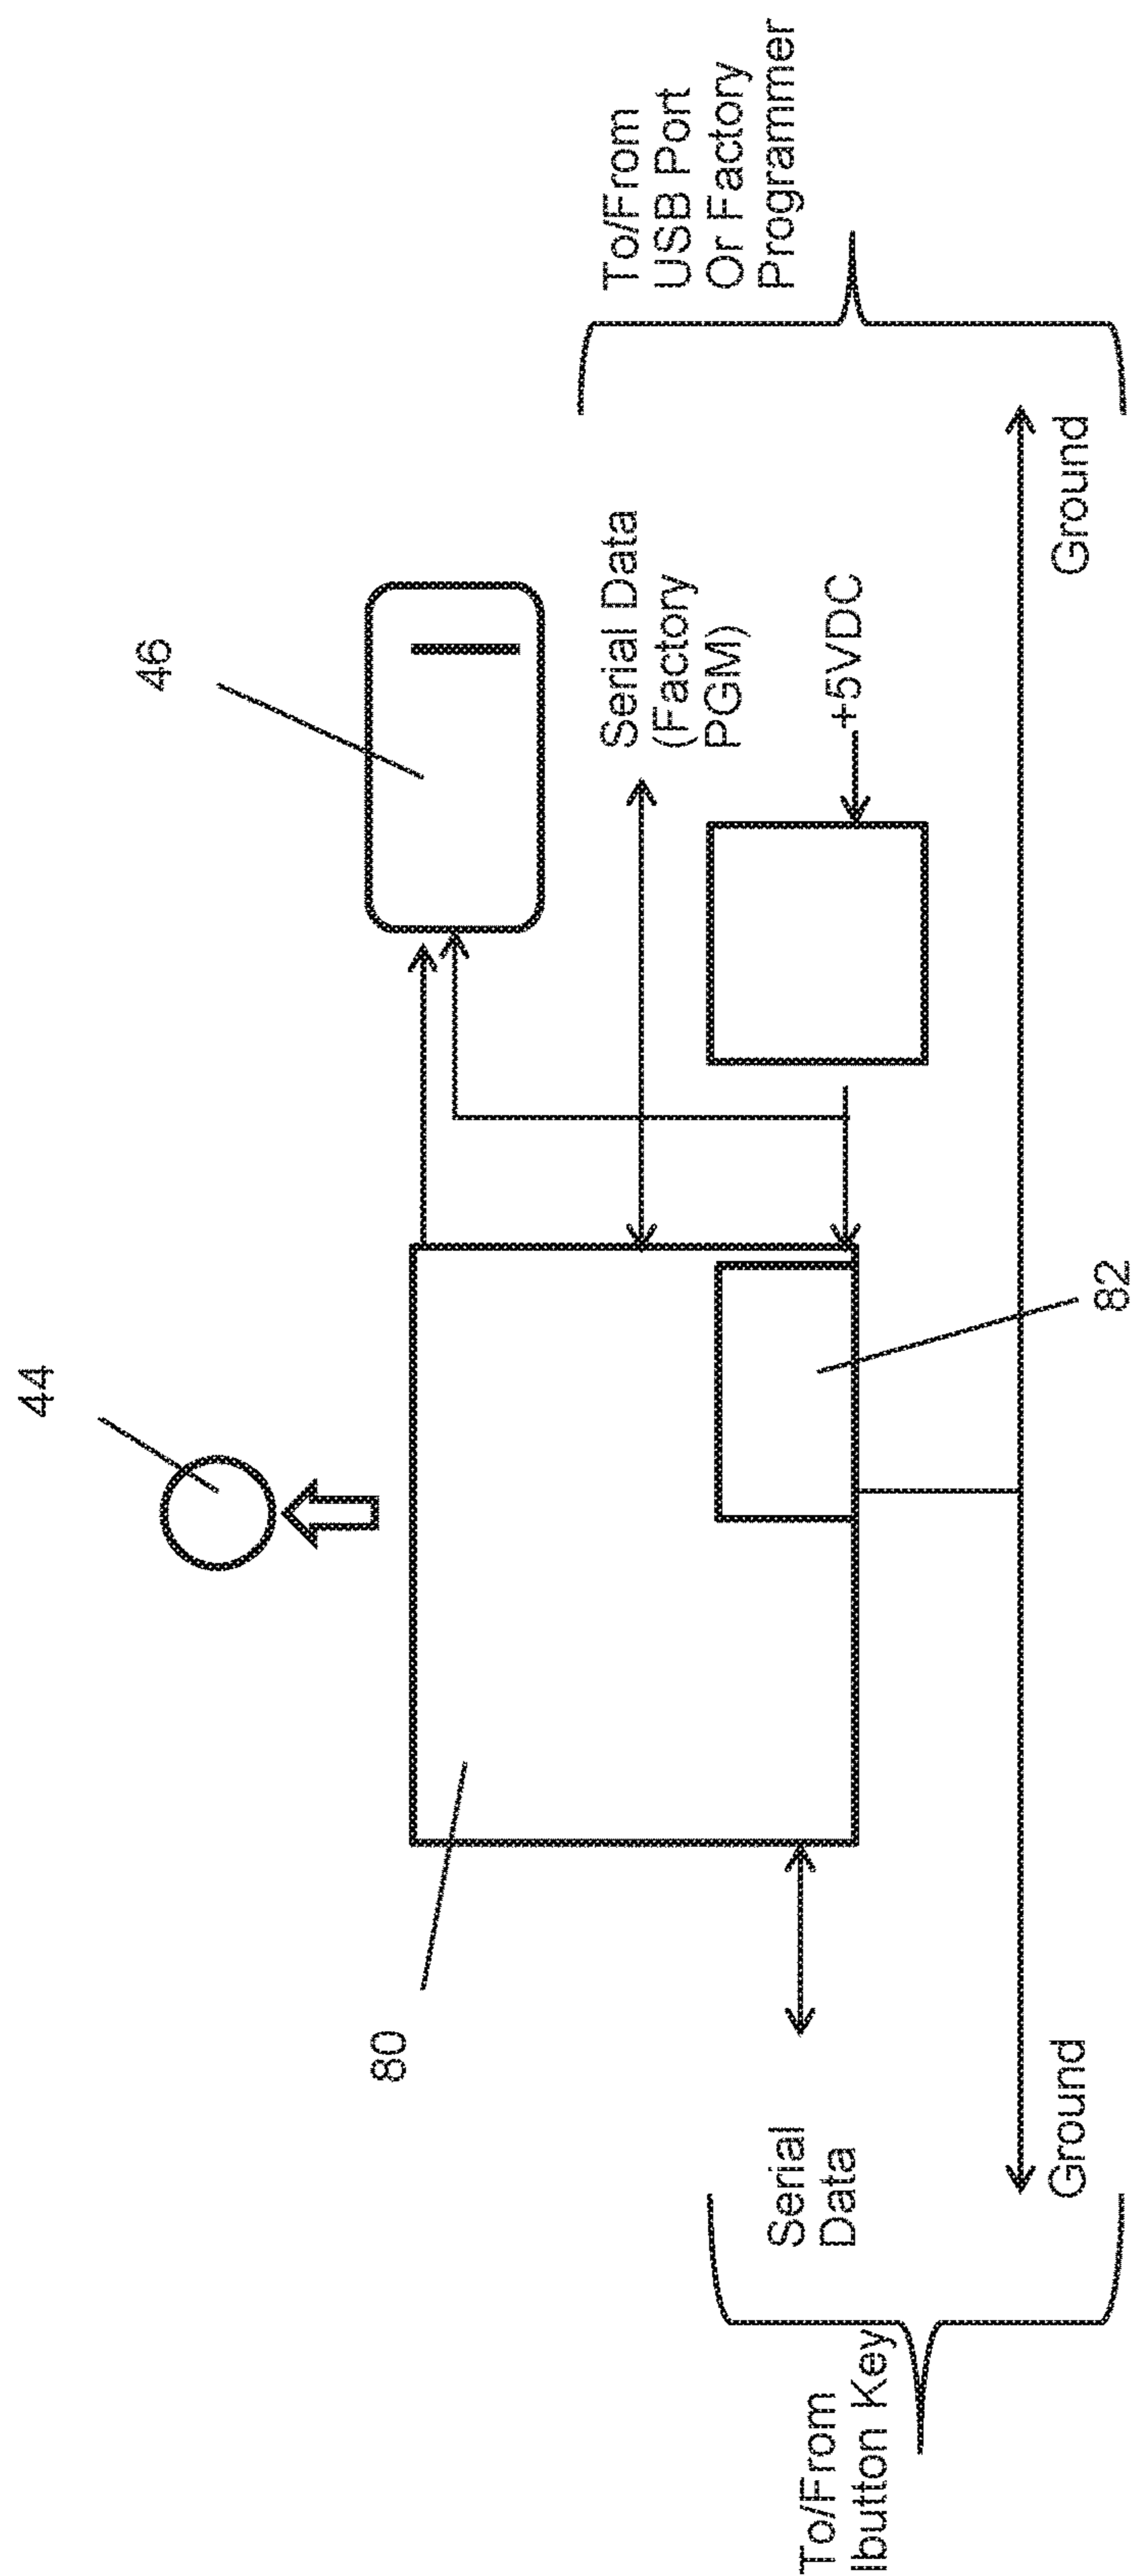 44
46
80
82
To/From
USB Port
Or Factory
Programmer
Serial Data
(Factory
PGM)
+5VDC
Ground
Serial
Data
Ground
To/From
Ibutton Key